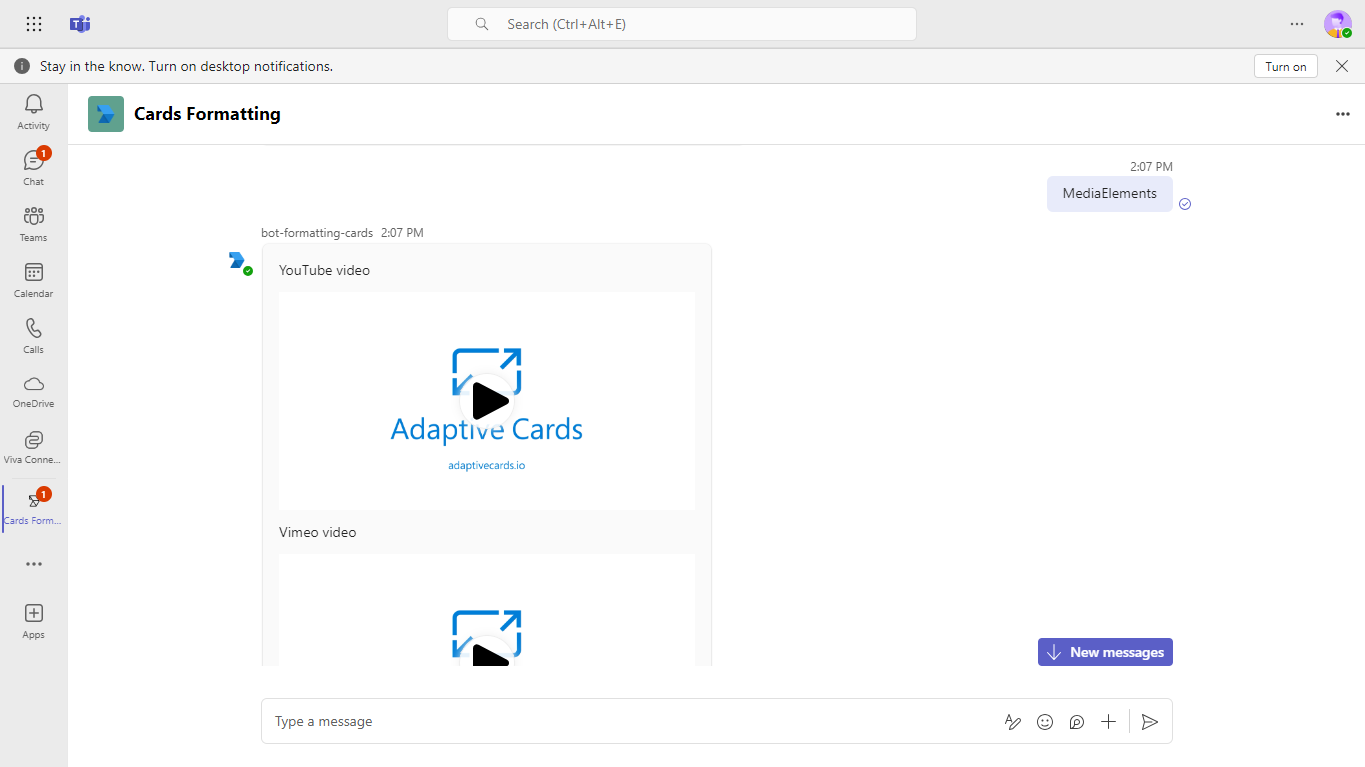 Search (Ctrl+Alt+E)
Stay in the know. Turn on desktop notifications.
Turn on
Activity
1
Chat
Teams
Calendar
Calls
OneDrive
Viva Conne...
1
Cards Form...
Apps
Cards Formatting
2:07 PM
MediaElements
bot-formatting-cards 2:07 PM
YouTube video
Adaptive Cards
adaptivecards.io
Vimeo video
New messages
Type a message